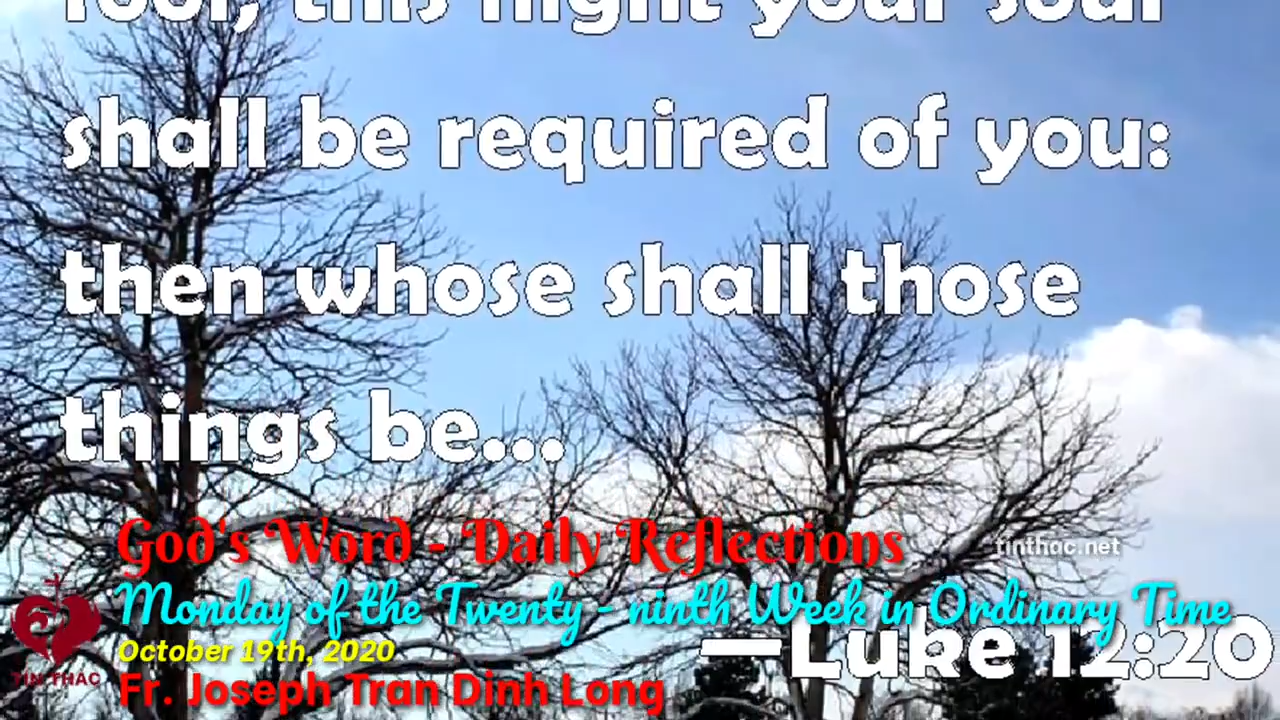 fool, this night your soul
shall be required of you:
then whose shall those
things be...
God's Word - Daily Reflections
tinthac.net
Monday of the Twenty - ninth Week in Ordinary Time
—Luke 12:20
October 19th, 2020
TIN THAC
Fr. Joseph Tran Dinh Long